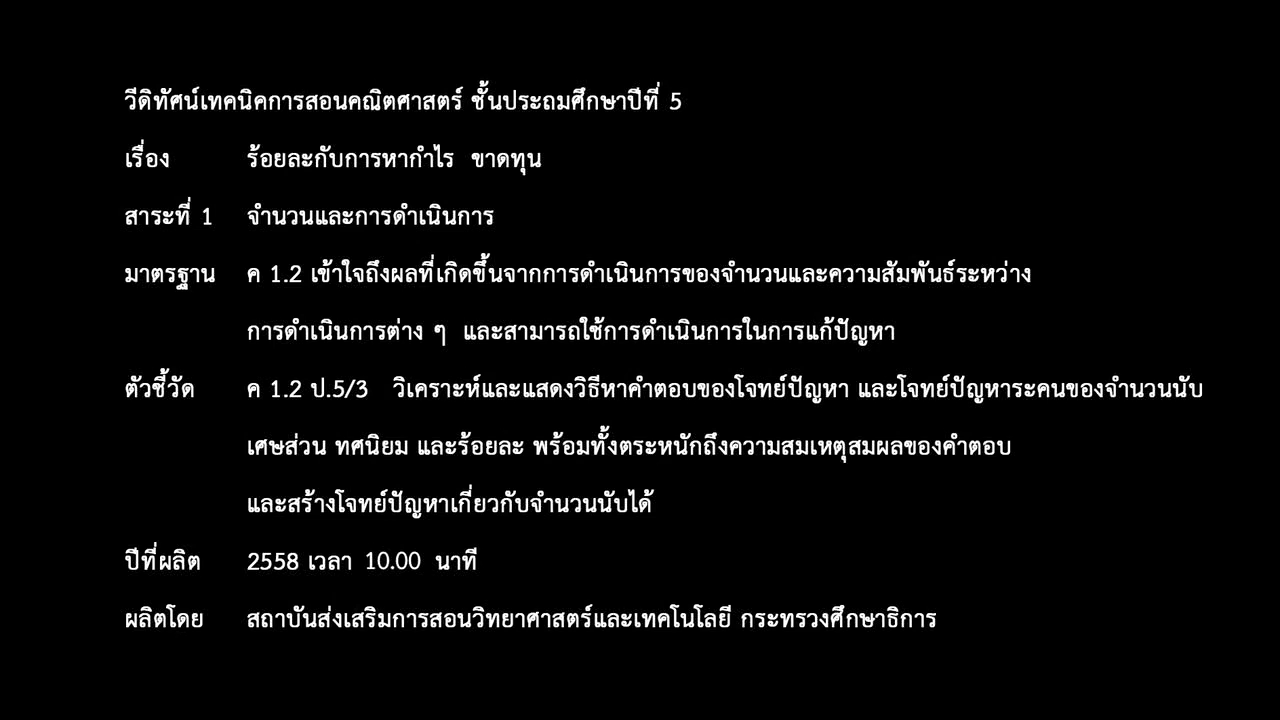 วีดิทัศน์เทคนิคการสอนคณิตศาสตร์ ชั้นประถมศึกษาปีที่ 5
เรื่อง ร้อยละกับการหากำไร ขาดทุน
สาระที่ 1 จำนวนและการดำเนินการ
มาตรฐาน ค 1.2 เข้าใจถึงผลที่เกิดขึ้นจากการดำเนินการของจำนวนและความสัมพันธ์ระหว่าง
การดำเนินการต่าง ๆ และสามารถใช้การดำเนินการในการแก้ปัญหา
ตัวชี้วัด ค 1.2 ป.5/3 วิเคราะห์และแสดงวิธีหาคำตอบของโจทย์ปัญหา และโจทย์ปัญหาระคนของจำนวนนับ
เศษส่วน ทศนิยม และร้อยละ พร้อมทั้งตระหนักถึงความสมเหตุสมผลของคำตอบ
และสร้างโจทย์ปัญหาเกี่ยวกับจำนวนนับได้
ปีที่ผลิต 2558 เวลา 10.00 นาที
ผลิตโดย สถาบันส่งเสริมการสอนวิทยาศาสตร์และเทคโนโลยี กระทรวงศึกษาธิการ